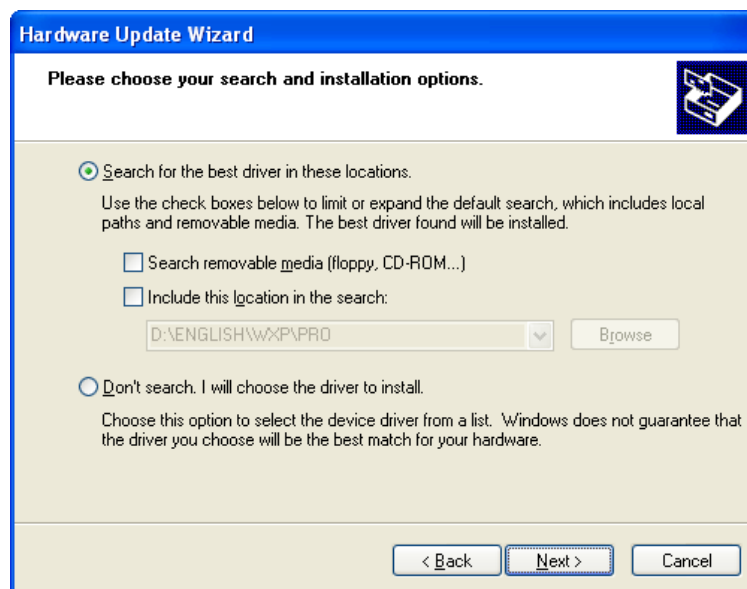 Hardware Update Wizard
Please choose your search and installation options.
Search for the best driver in these locations.
Use the check boxes below to limit or expand the default search, which includes local
paths and removable media. The best driver found will be installed.
Search removable media (floppy, CD-ROM...)
Include this location in the search:
D:\ENGLISH\WXP\PRO
Browse
Don't search. I will choose the driver to install.
Choose this option to select the device driver from a list. Windows does not guarantee that
the driver you choose will be the best match for your hardware.
< Back Next > Cancel